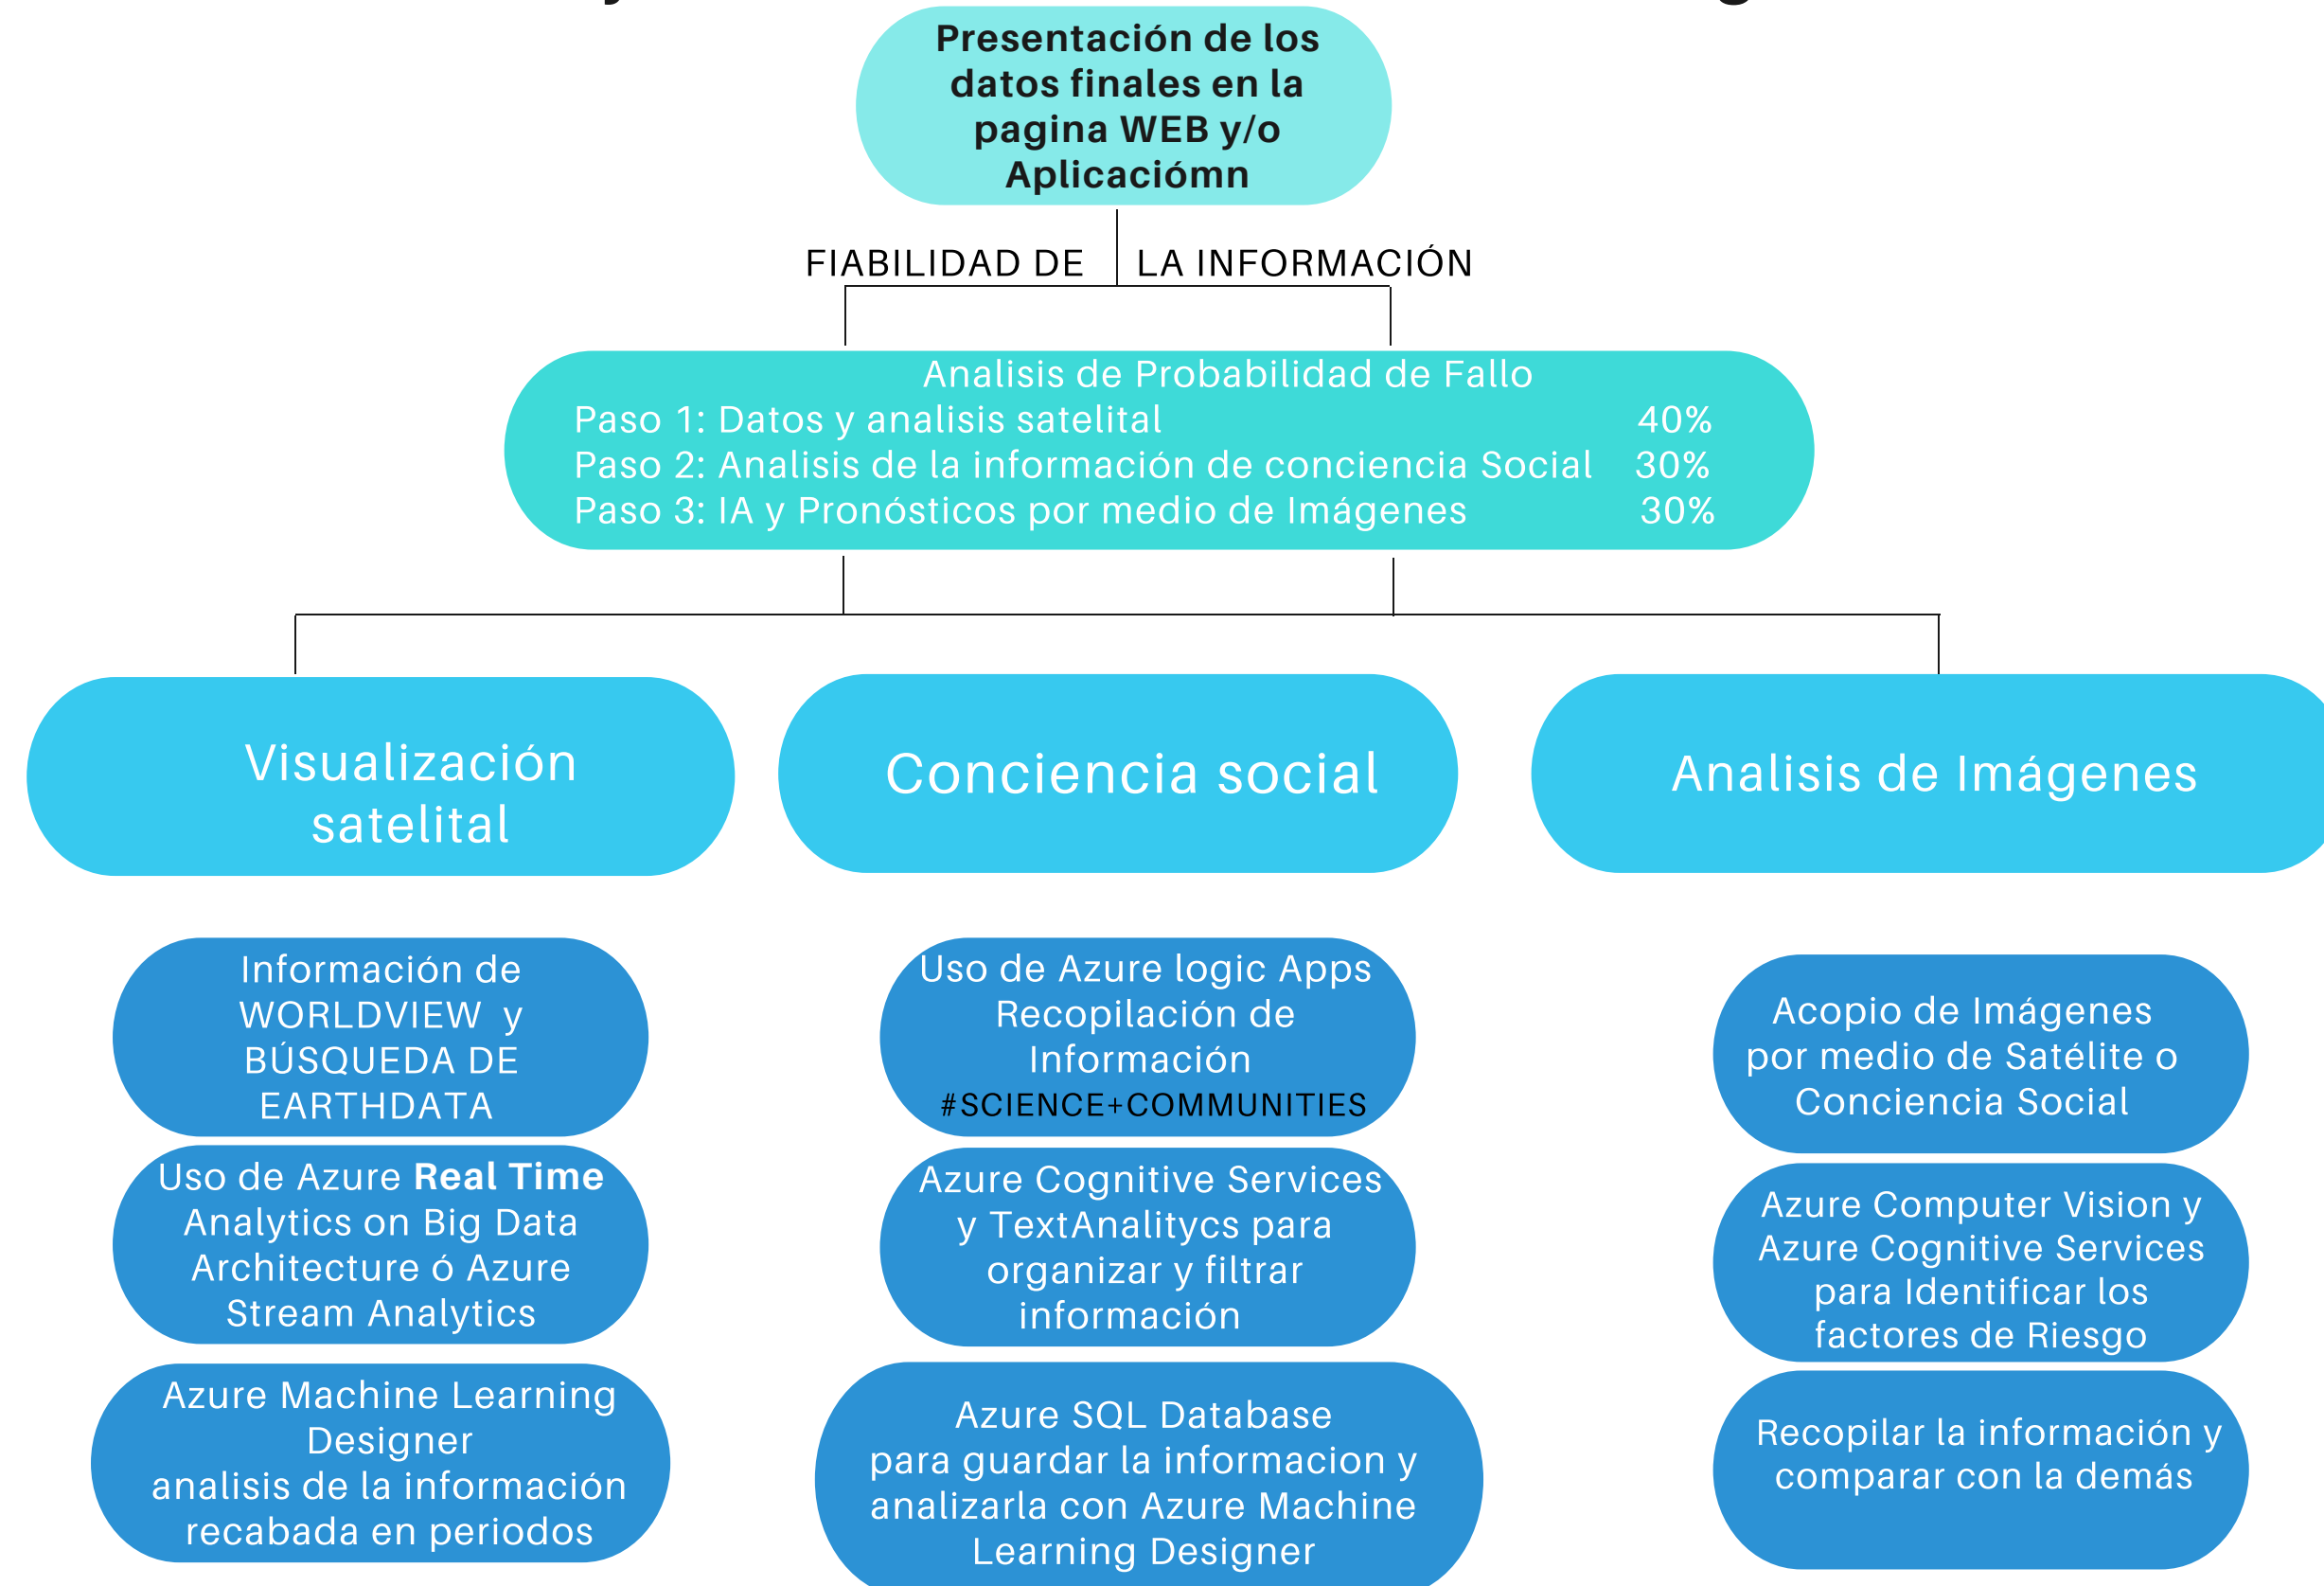 Presentación de los
datos finales en la
pagina WEB y/o
Aplicaciómn
FIABILIDAD DE LA INFORMACIÓN
Analisis de Probabilidad de Fallo
Paso 1: Datos y analisis satelital 40%
Paso 2: Analisis de la información de conciencia Social 30%
Paso 3: IA y Pronósticos por medio de Imágenes 30%
Visualización
satelital
Conciencia social
Analisis de Imágenes
Información de
WORLDVIEW y
BÚSQUEDA DE
EARTHDATA
Uso de Azure Real Time
Analytics on Big Data
Architecture ó Azure
Stream Analytics
Azure Machine Learning
Designer
analisis de la información
recabada en periodos
Uso de Azure logic Apps
Recopilación de
Información
#SCIENCE+COMMUNITIES
Azure Cognitive Services
y TextAnalitycs para
organizar y filtrar
información
Azure SQL Database
para guardar la informacion y
analizarla con Azure Machine
Learning Designer
Acopio de Imágenes
por medio de Satélite o
Conciencia Social
Azure Computer Vision y
Azure Cognitive Services
para Identificar los
factores de Riesgo
Recopilar la información y
comparar con la demás